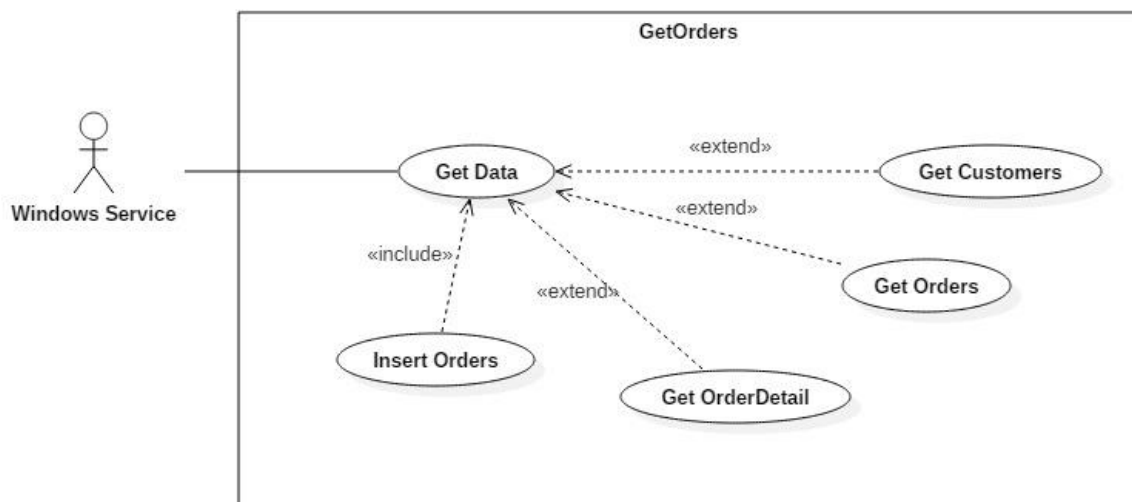 GetOrders
«extend»
Get Data
Get Customers
Windows Service
«extend»
«include»
Get Orders
«extend»
Insert Orders
Get OrderDetail